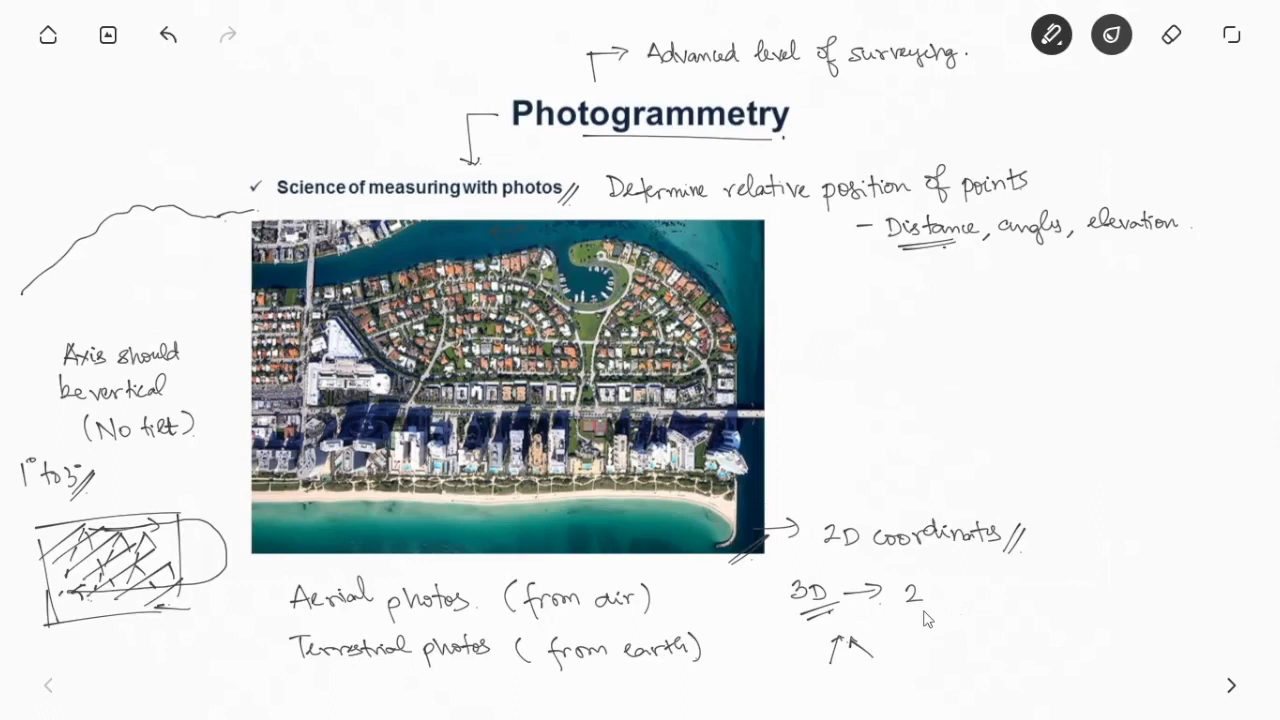 Advanced level of surveying.
Photogrammetry
✓ Science of measuring with photos
Determine relative position of points
- Distance, angles, elevation.
Axis should
be vertical
(No tilt)
1° to 3°
2D coordinates
Aerial photos. (from air)
3D → 2
Terrestrial photos (from earth)